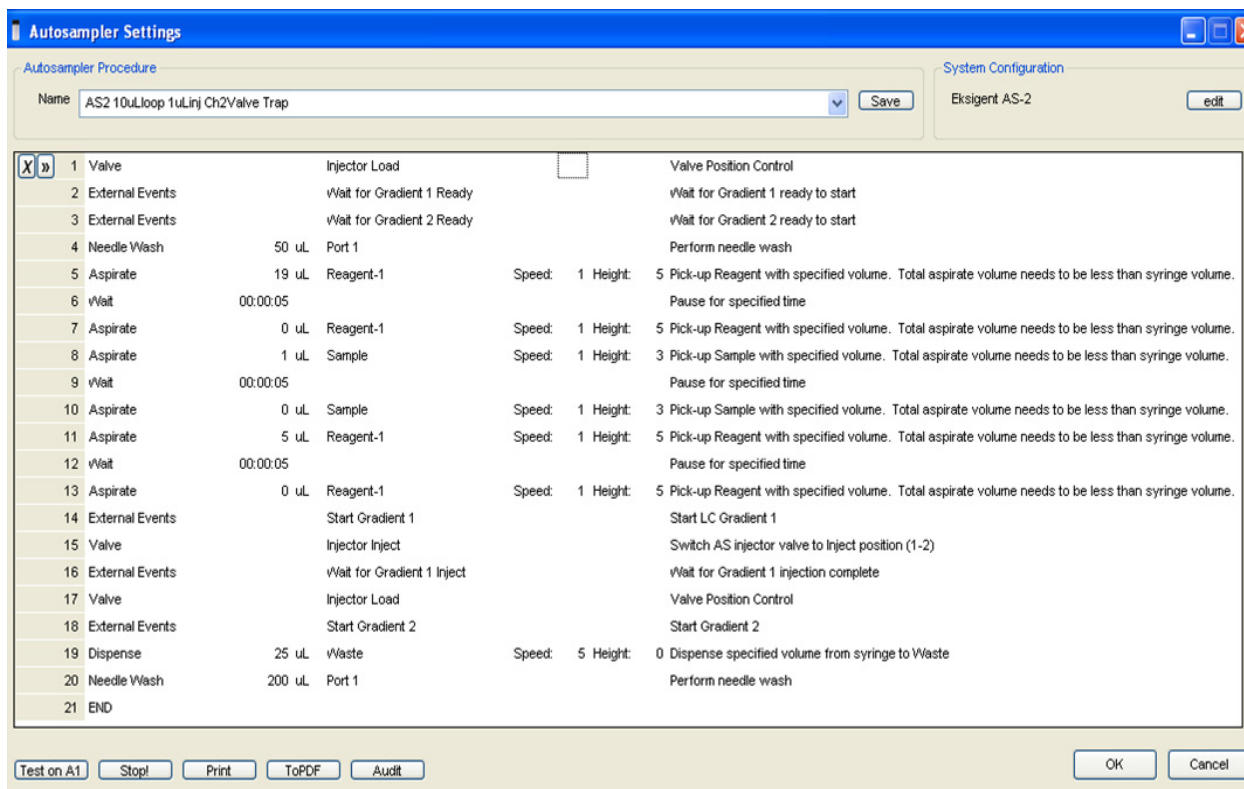 Autosampler Settings
Autosampler Procedure
System Configuration
Name AS2 10uLloop 1uLinj Ch2Valve Trap Save
Eksigent AS-2 edit
X » 1 Valve Injector Load Valve Position Control
2 External Events Wait for Gradient 1 Ready Wait for Gradient 1 ready to start
3 External Events Wait for Gradient 2 Ready Wait for Gradient 2 ready to start
4 Needle Wash 50 uL Port 1 Perform needle wash
5 Aspirate 19 uL Reagent-1 Speed: 1 Height: 5 Pick-up Reagent with specified volume. Total aspirate volume needs to be less than syringe volume.
6 Wait 00:00:05 Pause for specified time
7 Aspirate 0 uL Reagent-1 Speed: 1 Height: 5 Pick-up Reagent with specified volume. Total aspirate volume needs to be less than syringe volume.
8 Aspirate 1 uL Sample Speed: 1 Height: 3 Pick-up Sample with specified volume. Total aspirate volume needs to be less than syringe volume.
9 Wait 00:00:05 Pause for specified time
10 Aspirate 0 uL Sample Speed: 1 Height: 3 Pick-up Sample with specified volume. Total aspirate volume needs to be less than syringe volume.
11 Aspirate 5 uL Reagent-1 Speed: 1 Height: 5 Pick-up Reagent with specified volume. Total aspirate volume needs to be less than syringe volume.
12 Wait 00:00:05 Pause for specified time
13 Aspirate 0 uL Reagent-1 Speed: 1 Height: 5 Pick-up Reagent with specified volume. Total aspirate volume needs to be less than syringe volume.
14 External Events Start Gradient 1 Start LC Gradient 1
15 Valve Injector Inject Switch AS injector valve to Inject position (1-2)
16 External Events Wait for Gradient 1 Inject Wait for Gradient 1 injection complete
17 Valve Injector Load Valve Position Control
18 External Events Start Gradient 2 Start Gradient 2
19 Dispense 25 uL Waste Speed: 5 Height: 0 Dispense specified volume from syringe to Waste
20 Needle Wash 200 uL Port 1 Perform needle wash
21 END
Test on A1 Stop! Print ToPDF Audit OK Cancel